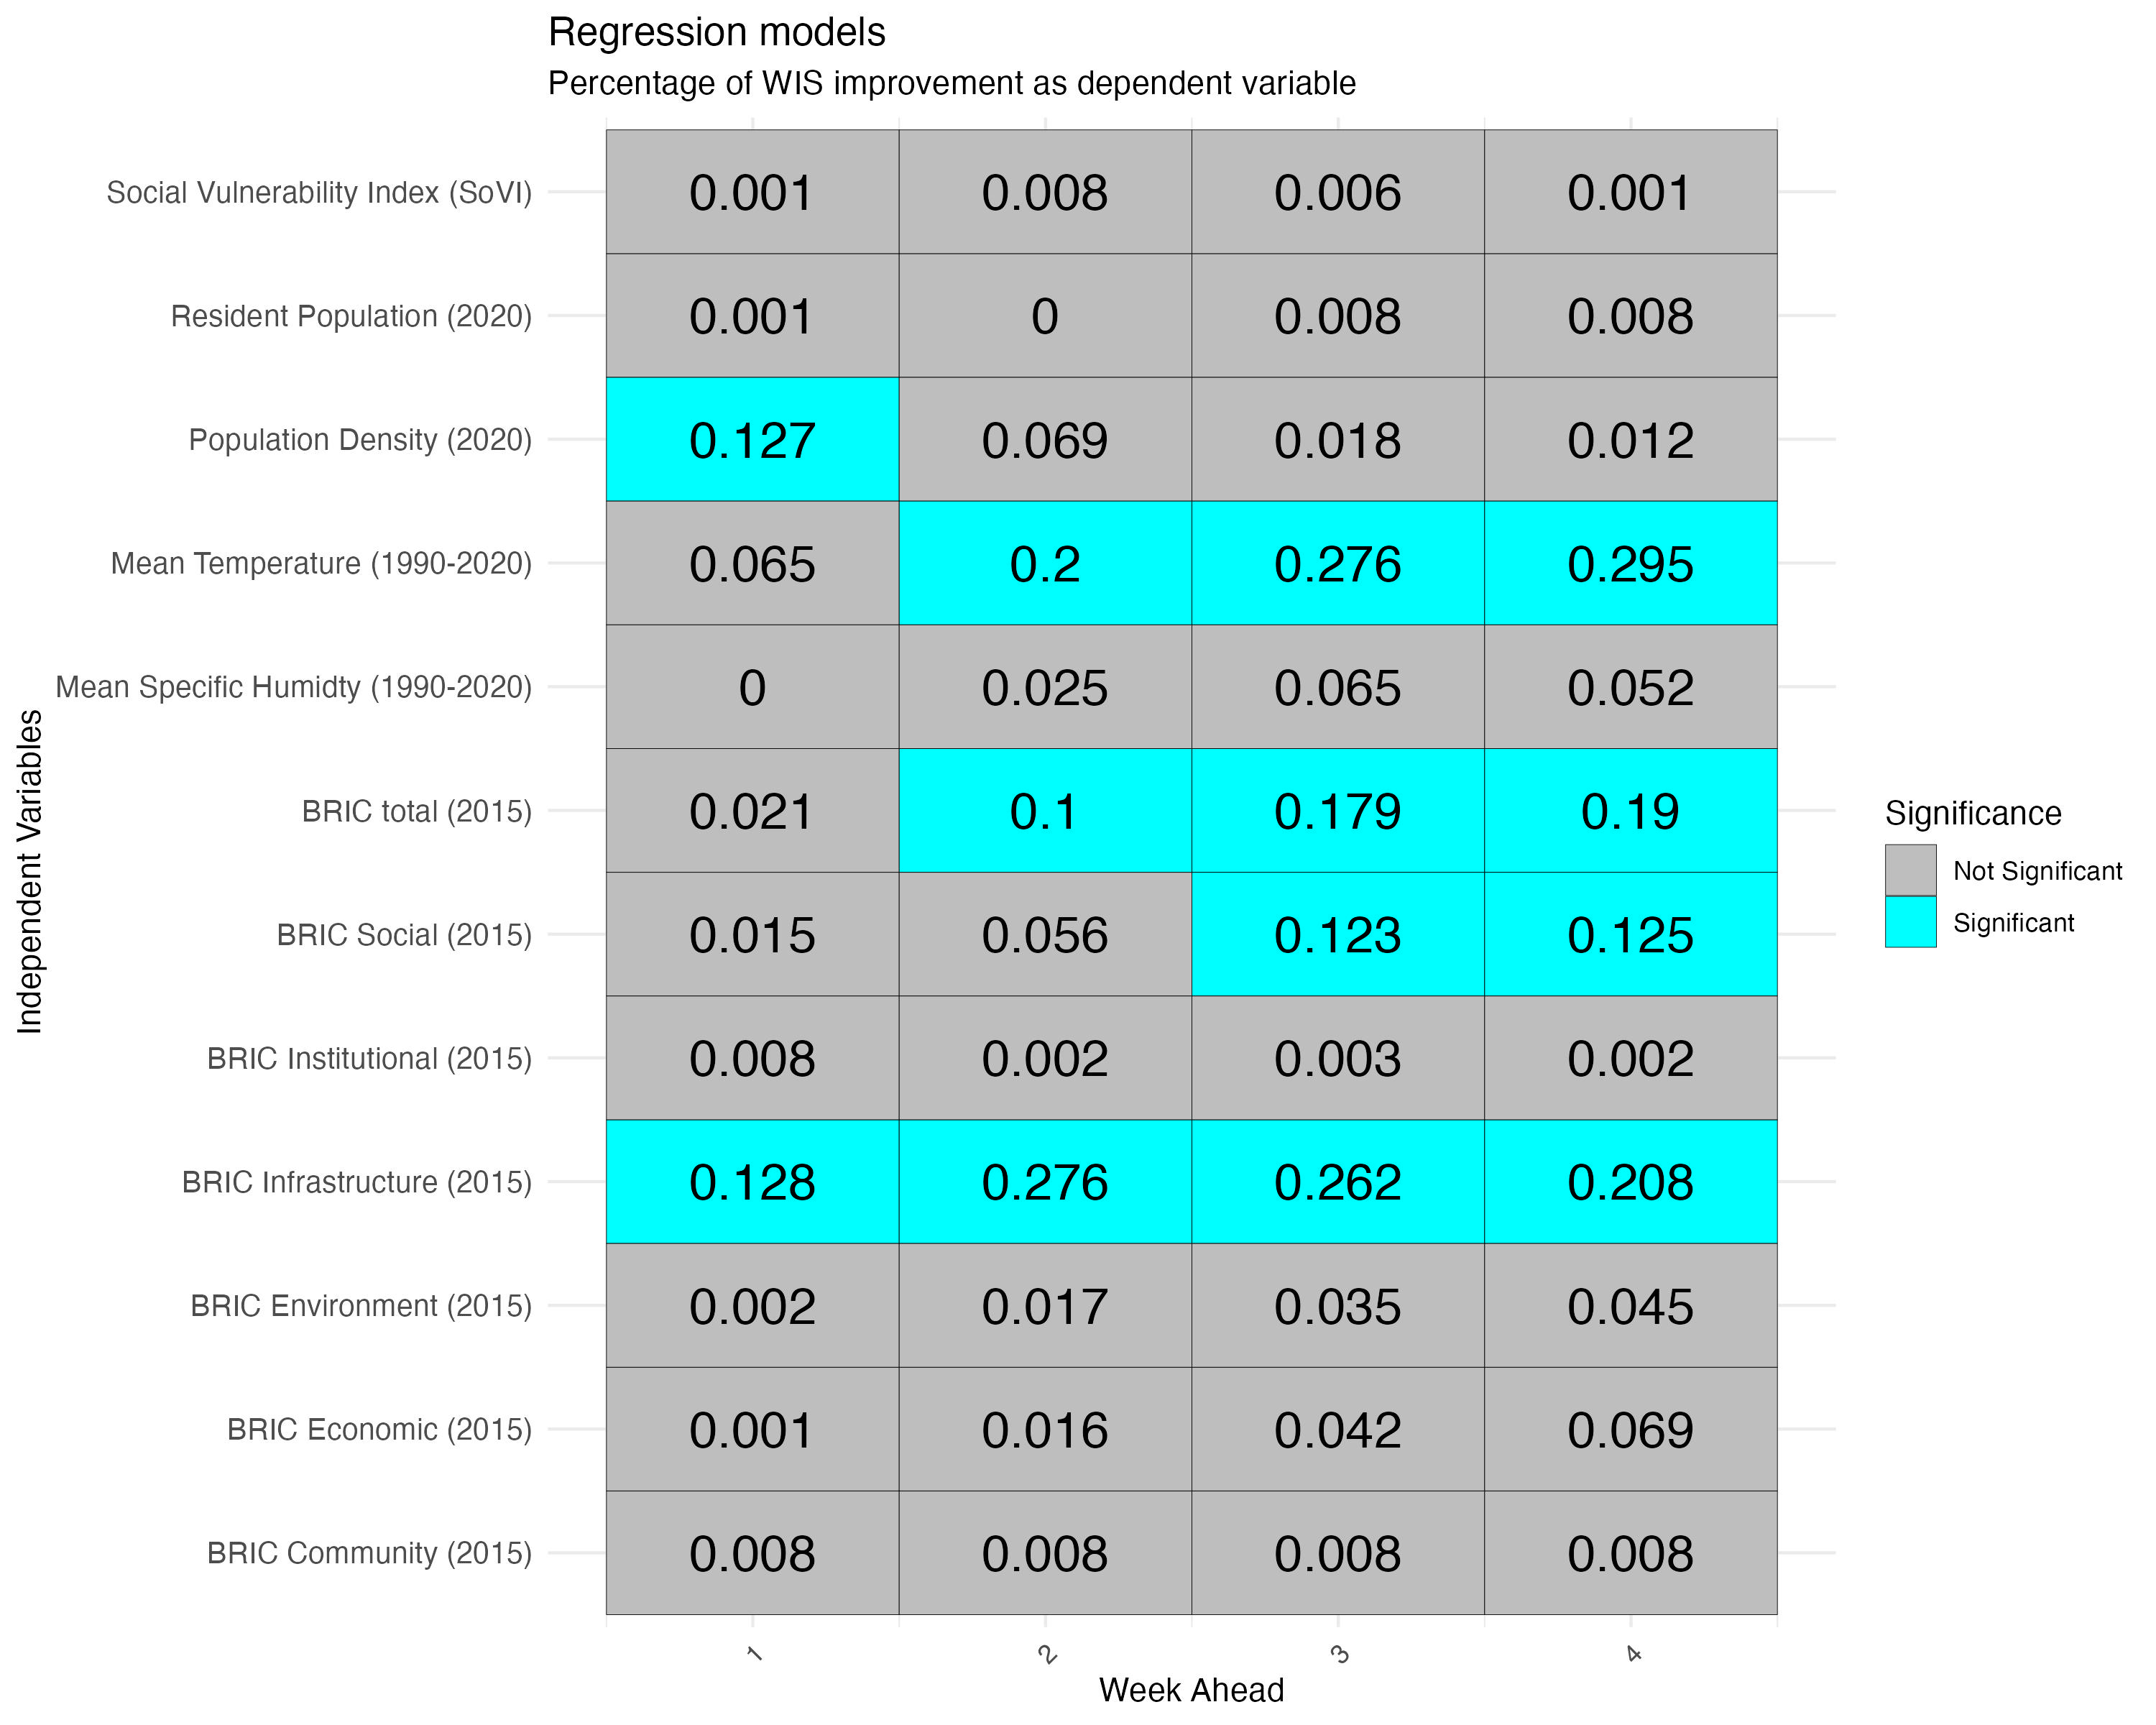 Regression models
Percentage of WIS improvement as dependent variable
Social Vulnerability Index (SoVI) 0.001 0.008 0.006 0.001
Resident Population (2020) 0.001 0 0.008 0.008
Population Density (2020) 0.127 0.069 0.018 0.012
Mean Temperature (1990-2020) 0.065 0.2 0.276 0.295
Mean Specific Humidty (1990-2020) 0 0.025 0.065 0.052
BRIC total (2015) 0.021 0.1 0.179 0.19
BRIC Social (2015) 0.015 0.056 0.123 0.125
BRIC Institutional (2015) 0.008 0.002 0.003 0.002
BRIC Infrastructure (2015) 0.128 0.276 0.262 0.208
BRIC Environment (2015) 0.002 0.017 0.035 0.045
BRIC Economic (2015) 0.001 0.016 0.042 0.069
BRIC Community (2015) 0.008 0.008 0.008 0.008
1 2 3 4
Week Ahead
Independent Variables
Significance
Not Significant
Significant